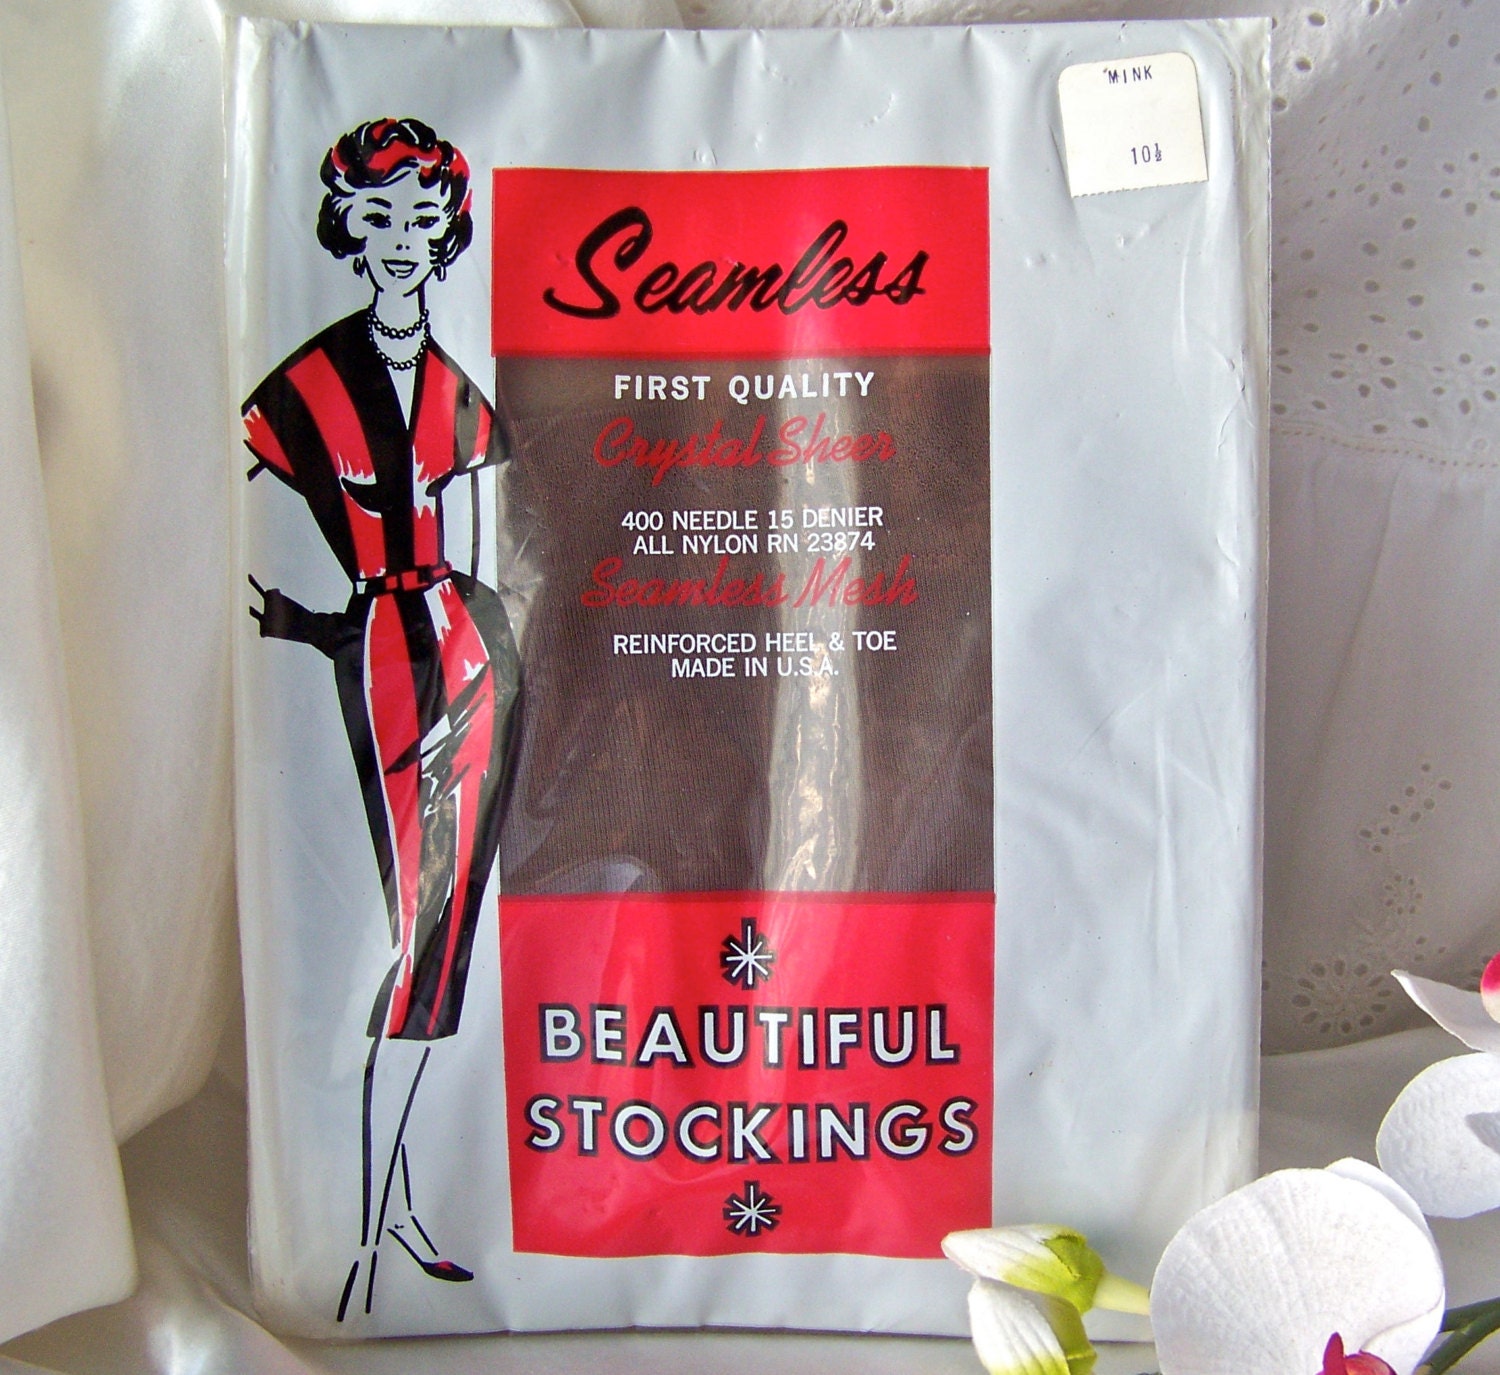 MINK
10½
Seamless
FIRST QUALITY
Crystal Sheer
400 NEEDLE 15 DENIER
ALL NYLON RN 23874
Seamless Mesh
REINFORCED HEEL & TOE
MADE IN U.S.A.
BEAUTIFUL
STOCKINGS